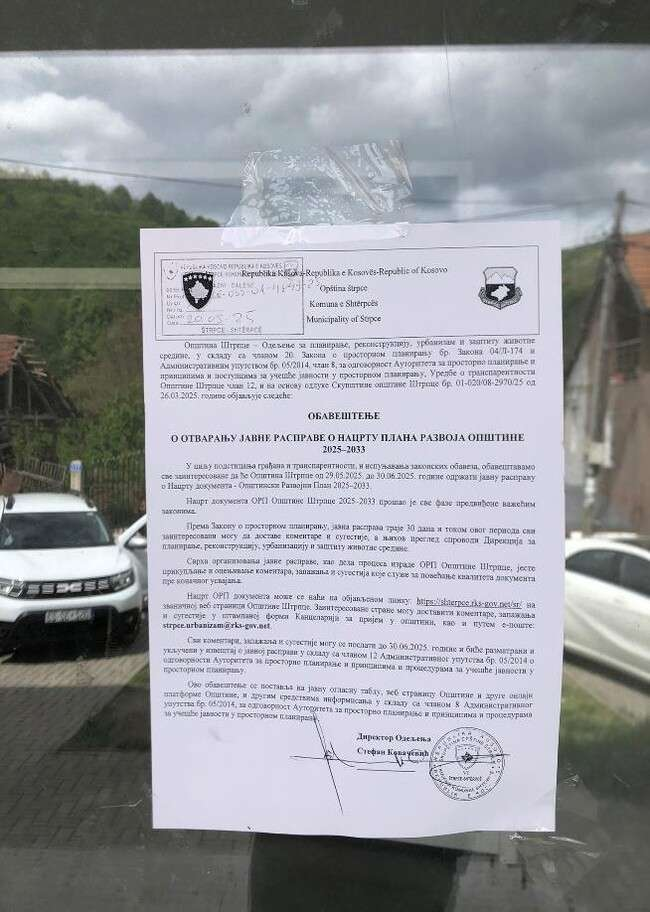 Republika Kosova-Republika e Kosovës-Republic of Kosovo
Opština štrpce
Komuna e Shtërpcës
Municipality of Strpce
20.05.25
ŠTRPCE - SHTËRPCE
Општина Штрпце – Одељење за планирање, реконструкцију, урбанизам и заштиту животне
средине, у складу са чланом 20. Закона о просторном планирању бр. Закона 04/Л-174 и
Административним упутством бр. 05/2014, члан 8, за одговорност Ауторитета за просторно планирање и
принципима и поступцима за учешће јавности у просторном планирању, Уредбе о транспарентности
Општине Штрпце члан 12, и на основу одлуке Скупштине општине Штрпце бр. 01-020/08-2970/25 од
26.03.2025. године објављује следеће:
ОБАВЕШТЕЊЕ
О ОТВАРАЊУ ЈАВНЕ РАСПРАВЕ О НАЦРТУ ПЛАНА РАЗВОЈА ОПШТИНЕ
2025–2033
У циљу подстицања грађана и транспарентности, и испуњавања законских обавеза, обавештавамо
све заинтересоване да ће Општина Штрпце од 29.05.2025. до 30.06.2025. године одржати јавну расправу
о Нацрту документа - Општински Развојни План 2025–2033.
Нацрт документа ОРП Општине Штрпце 2025–2033 прошао је све фазе предвиђене важећим
законима.
Према Закону о просторном планирању, јавна расправа траје 30 дана и током овог периода сви
заинтересовани могу да доставе коментаре и сугестије, а њихов преглед спроводи Дирекција за
планирање, реконструкцију, урбанизацију и заштиту животне средине.
Сврха организовања јавне расправе, као дела процеса израде ОРП Општине Штрпце, јесте
прикупљање и оцењивање коментара, запажања и сугестија које служе за повећање квалитета документа
пре коначног усвајања.
Нацрт ОРП документа може се наћи на објављеном линку: https://shterpce.rks-gov.net/sr/ на
званичној веб страници Општине Штрпце. Заинтересоване стране могу доставити коментаре, запажања
и сугестије у штампаној форми Канцеларија за пријем у општини, као и путем е-поште:
strpce.urbanizam@rks-gov.net.
Сви коментари, запажања и сугестије могу се послати до 30.06.2025. године и биће разматрани и
укључени у извештај о јавној расправи у складу са чланом 12 Административног упутства бр. 05/2014 о
одговорности Ауторитета за просторно планирање и принципима и процедурама за учешће јавности у
просторном планирању.
Ово обавештење се поставља на јавну огласну таблу, веб страницу Општине и друге онлајн
платформе Општине, и другим средствима информисања у складу са чланом 8 Административног
упутства бр. 05/2014, за одговорност Ауторитета за просторно планирање и принципима и процедурама
за учешће јавности у просторном планирању.
Директор Одељења
Стефан Ковачевић